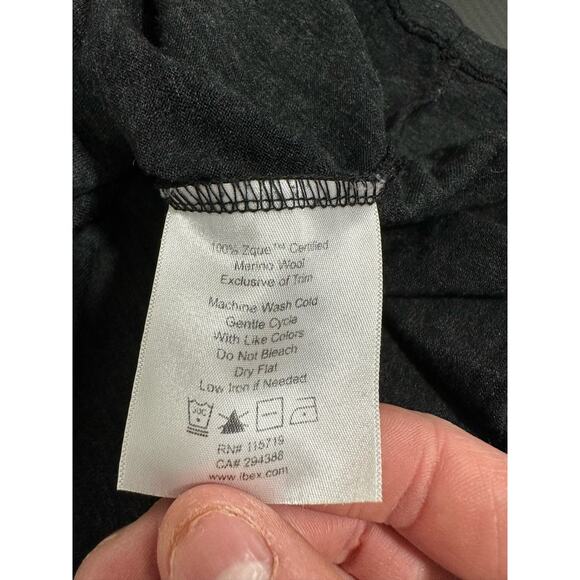 100% Zque™ Certified
Merino Wool
Exclusive of Trim
Machine Wash Cold
Gentle Cycle
With Like Colors
Do Not Bleach
Dry Flat
Low Iron if Needed
30C
RN# 115719
CA# 294388
www.ibex.com